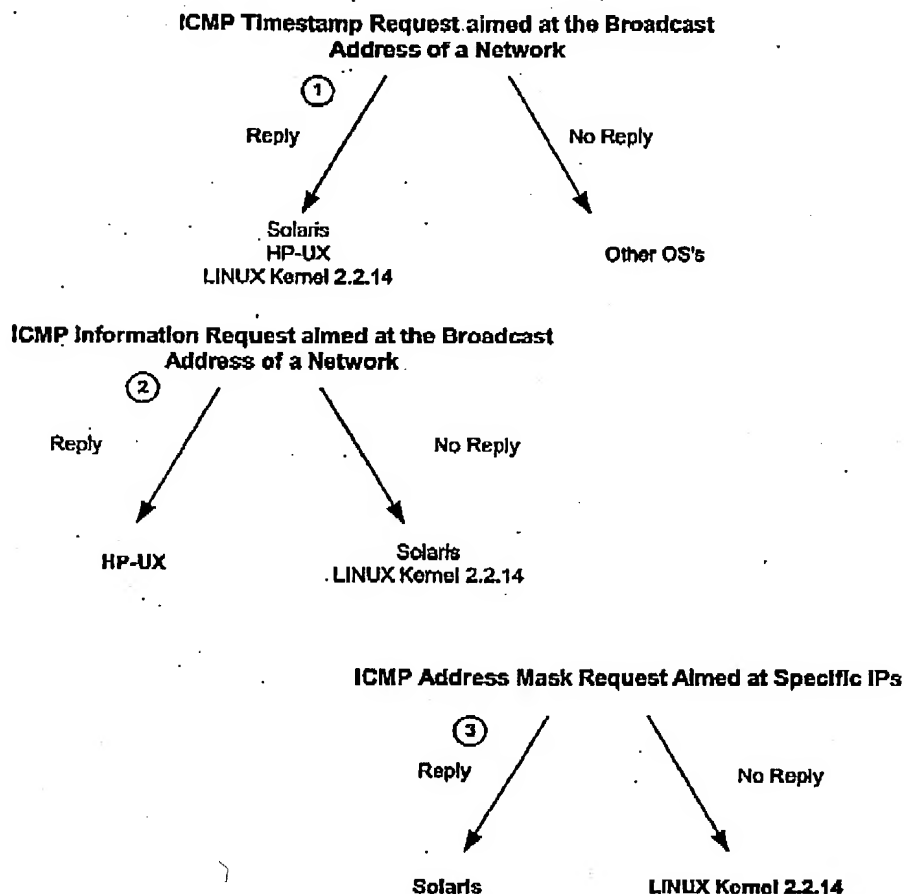 ICMP Timestamp Request aimed at the Broadcast
Address of a Network
1
Reply
No Reply
Solaris
HP-UX
LINUX Kernel 2.2.14
Other OS's
ICMP Information Request aimed at the Broadcast
Address of a Network
2
Reply
No Reply
HP-UX
Solaris
LINUX Kernel 2.2.14
ICMP Address Mask Request Aimed at Specific IPs
3
Reply
No Reply
Solaris
LINUX Kernel 2.2.14